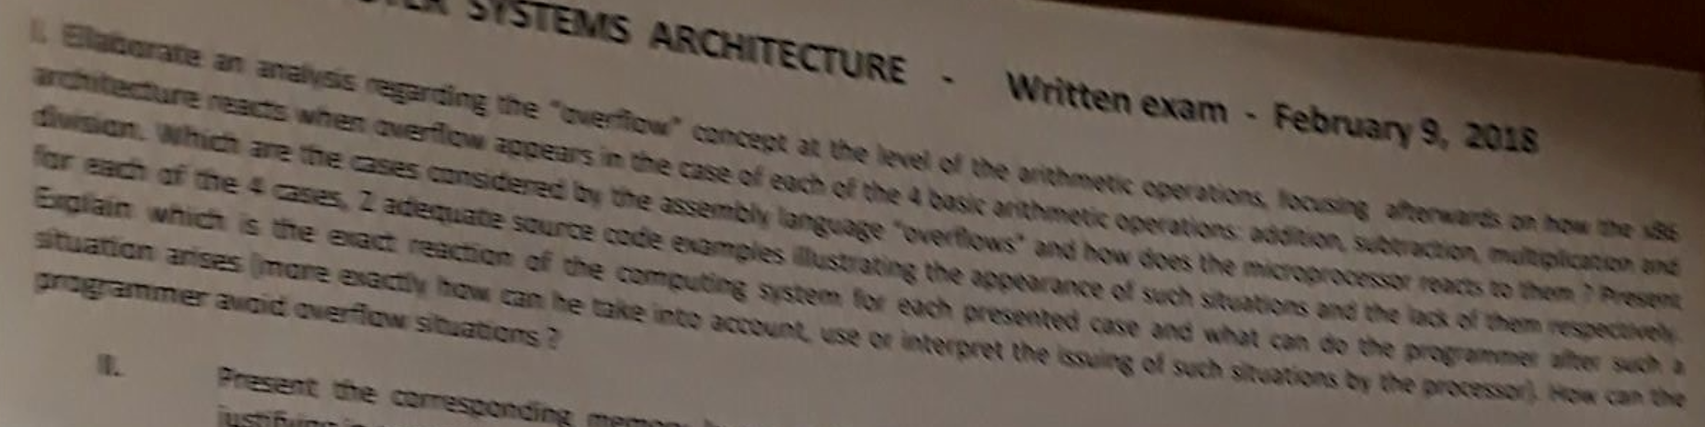 SYSTEMS ARCHITECTURE - Written exam - February 9, 2018
I. Ellaborate an analysis regarding the "overflow" concept at the level of the arithmetic operations, focusing afterwards on how the x86
architecture reacts when overflow appears in the case of each of the 4 basic arithmetic operations: addition, subtraction, multiplication and
division. Which are the cases considered by the assembly language "overflows" and how does the microprocessor reacts to them ? Present
for each of the 4 cases, 2 adequate source code examples illustrating the appearance of such situations and the lack of them respectively.
Explain which is the exact reaction of the computing system for each presented case and what can do the programmer after such a
situation arises (more exactly how can he take into account, use or interpret the issuing of such situations by the processor). How can the
programmer avoid overflow situations ?
II. Present the corresponding memory